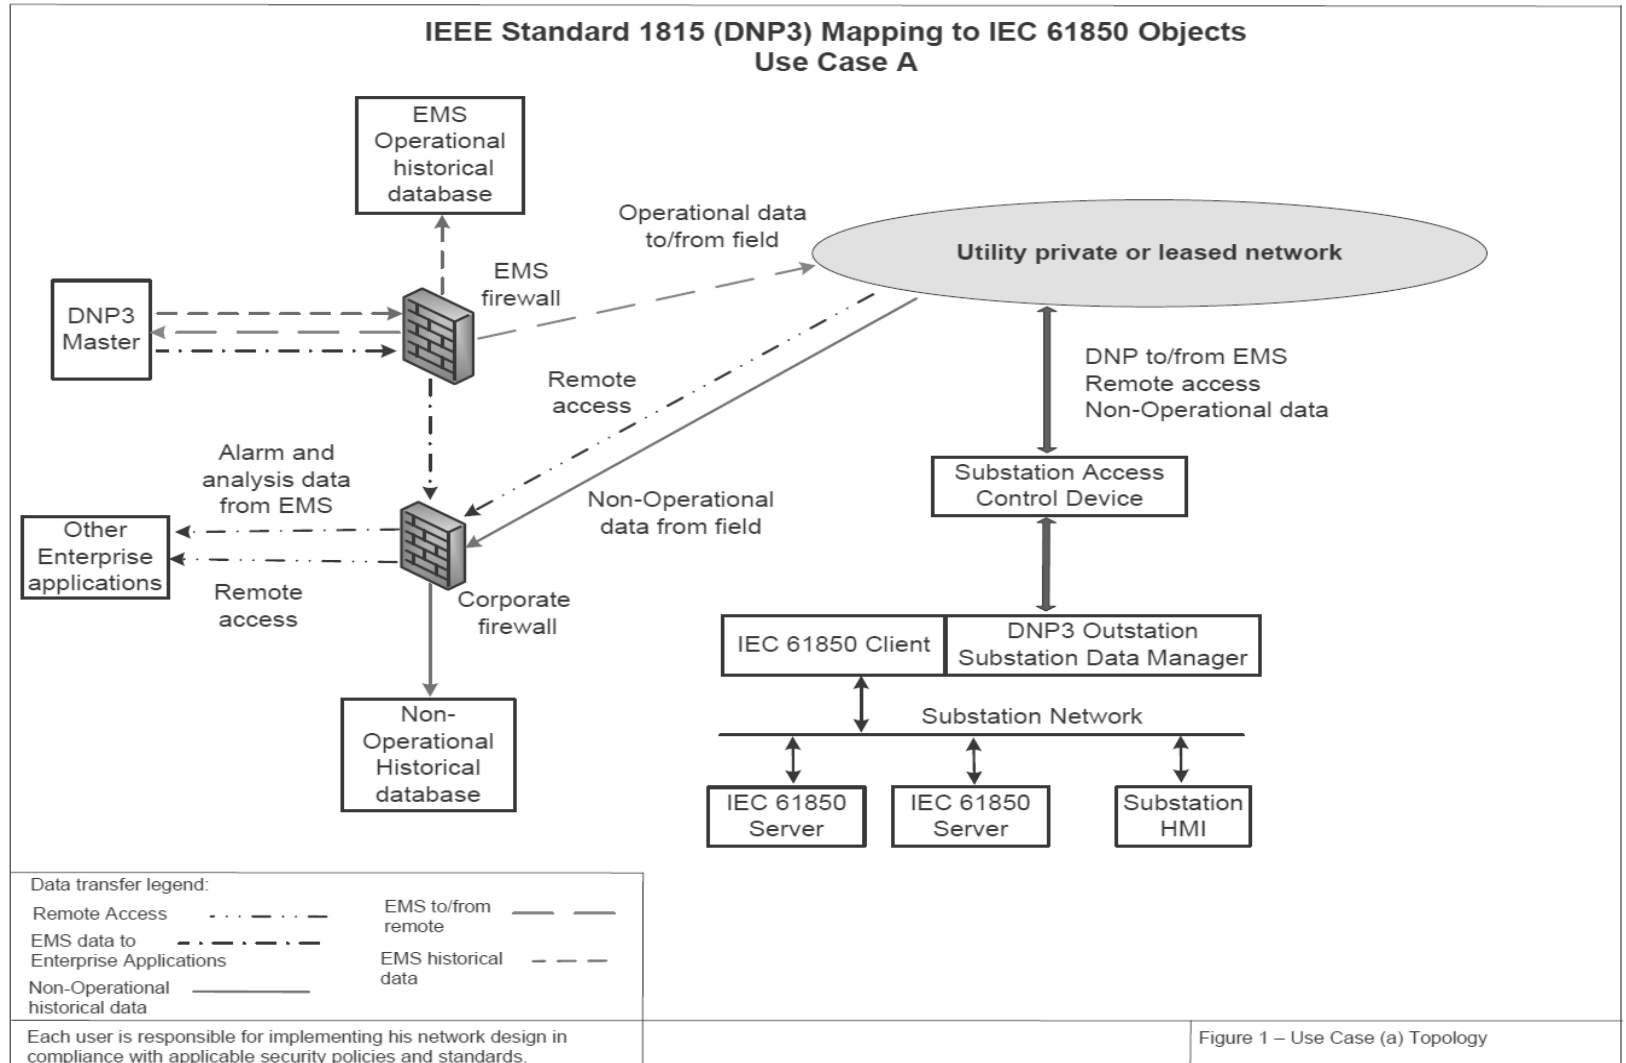 IEEE Standard 1815 (DNP3) Mapping to IEC 61850 Objects
Use Case A
EMS
Operational
historical
database
Operational data
to/from field
Utility private or leased network
EMS
firewall
DNP3
Master
DNP to/from EMS
Remote access
Non-Operational data
Remote
access
Alarm and
analysis data
from EMS
Substation Access
Control Device
Non-Operational
data from field
Other
Enterprise
applications
Remote
access
Corporate
firewall
IEC 61850 Client
DNP3 Outstation
Substation Data Manager
Non-
Operational
Historical
database
Substation Network
IEC 61850
Server
IEC 61850
Server
Substation
HMI
Data transfer legend:
Remote Access
EMS data to
Enterprise Applications
Non-Operational
historical data
EMS to/from
remote
EMS historical
data
Each user is responsible for implementing his network design in
compliance with applicable security policies and standards.
Figure 1 – Use Case (a) Topology